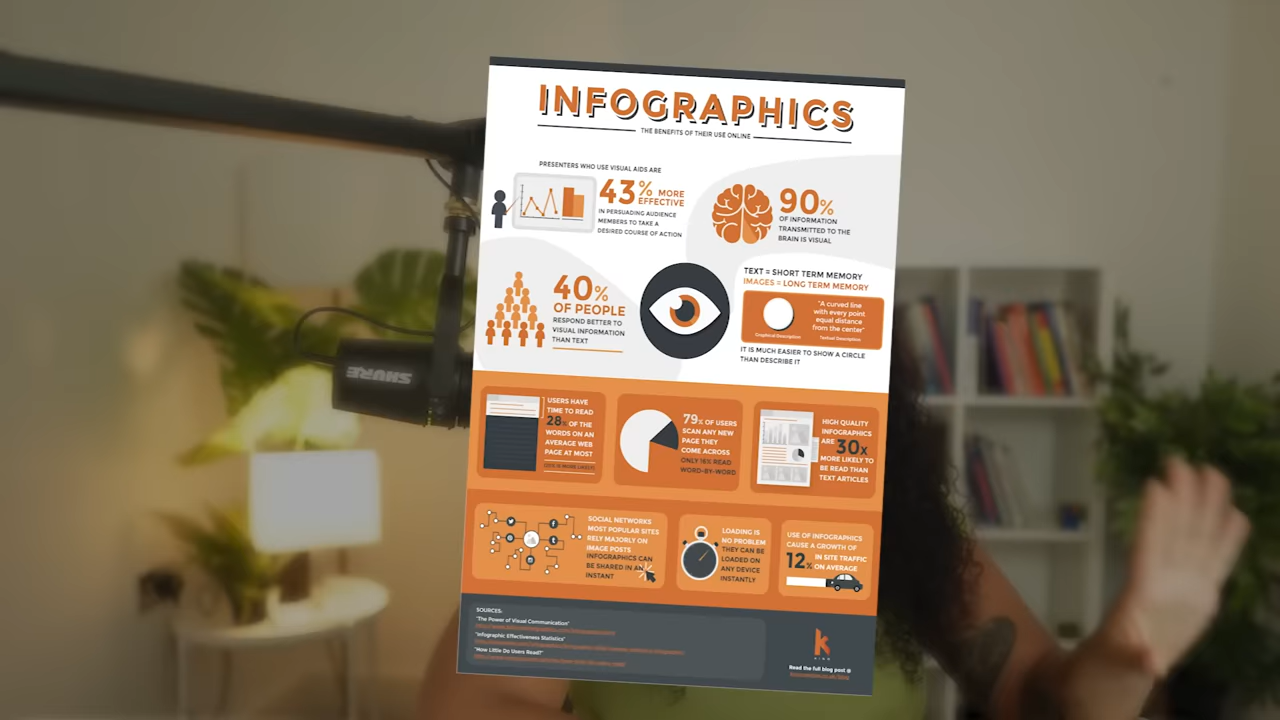 INFOGRAPHICS
THE BENEFITS OF THEIR USE ONLINE
PRESENTERS WHO USE VISUAL AIDS ARE
43% MORE
EFFECTIVE
IN PERSUADING AUDIENCE
MEMBERS TO TAKE A
DESIRED COURSE OF ACTION
90%
OF INFORMATION
TRANSMITTED TO THE
BRAIN IS VISUAL
40%
OF PEOPLE
RESPOND BETTER TO
VISUAL INFORMATION
THAN TEXT
TEXT = SHORT TERM MEMORY
IMAGES = LONG TERM MEMORY
"A curved line
with every point
equal distance
from the center"
Graphical Description
Textual Description
IT IS MUCH EASIER TO SHOW A CIRCLE
THAN DESCRIBE IT
SHURE
USERS HAVE
TIME TO READ
28% OF THE
WORDS ON AN
AVERAGE WEB
PAGE AT MOST
79% OF USERS
SCAN ANY NEW
PAGE THEY
COME ACROSS
ONLY 16% READ
WORD-BY-WORD
HIGH QUALITY
INFOGRAPHICS
ARE 30x
MORE LIKELY TO
BE READ THAN
TEXT ARTICLES
SOCIAL NETWORKS
MOST POPULAR SITES
RELY MAJORLY ON
IMAGE POSTS
INFOGRAPHICS CAN
BE SHARED IN AN
INSTANT
LOADING IS
NO PROBLEM
THEY CAN BE
LOADED ON
ANY DEVICE
INSTANTLY
USE OF INFOGRAPHICS
CAUSE A GROWTH OF
12% IN SITE TRAFFIC
ON AVERAGE
SOURCES:
"The Power of Visual Communication"
"Infographic Effectiveness Statistics"
"How Little Do Users Read?"
Read the full blog post @